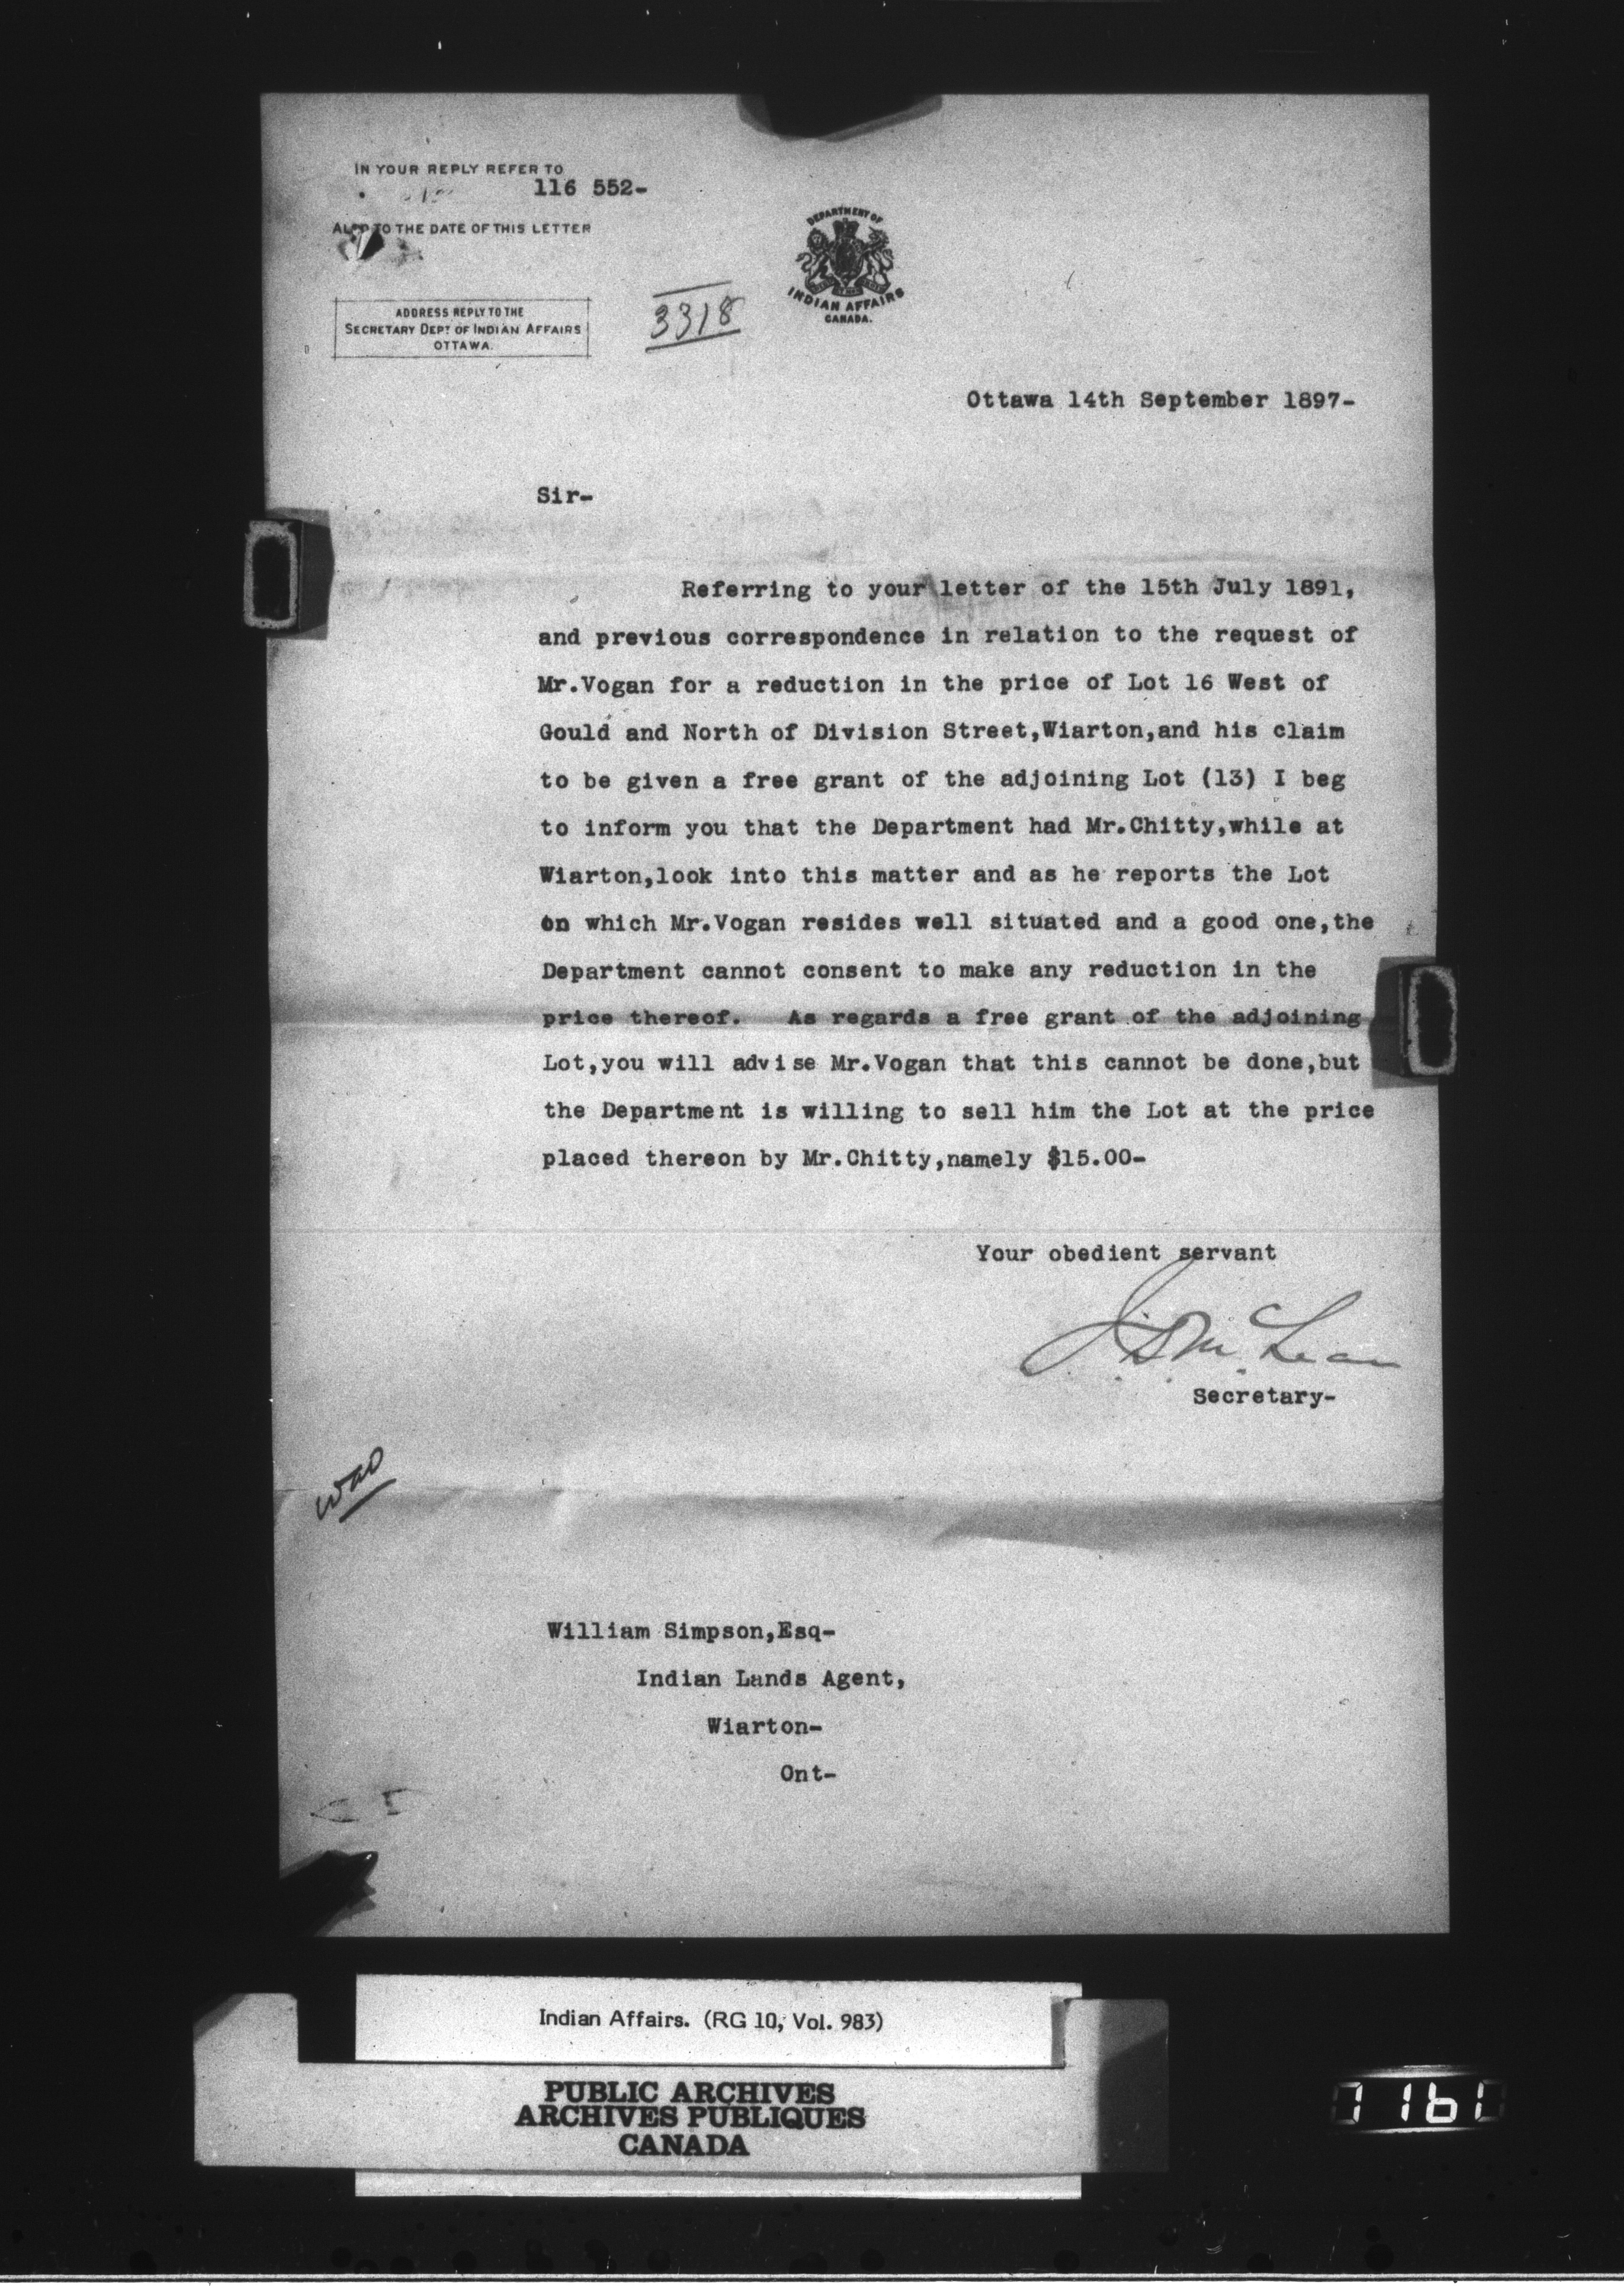 IN YOUR REPLY REFER TO
116 552-
ALSO TO THE DATE OF THIS LETTER
ADDRESS REPLY TO THE
SECRETARY DEPT OF INDIAN AFFAIRS
OTTAWA.
3318
DEPARTMENT OF
INDIAN AFFAIRS
CANADA.
Ottawa 14th September 1897-
Sir-
Referring to your letter of the 15th July 1891,
and previous correspondence in relation to the request of
Mr.Vogan for a reduction in the price of Lot 16 West of
Gould and North of Division Street,Wiarton,and his claim
to be given a free grant of the adjoining Lot (13) I beg
to inform you that the Department had Mr.Chitty,while at
Wiarton,look into this matter and as he reports the Lot
on which Mr.Vogan resides well situated and a good one,the
Department cannot consent to make any reduction in the
price thereof. As regards a free grant of the adjoining
Lot,you will advise Mr.Vogan that this cannot be done,but
the Department is willing to sell him the Lot at the price
placed thereon by Mr.Chitty,namely $15.00-
Your obedient servant
J.D.McLean
Secretary-
William Simpson,Esq-
Indian Lands Agent,
Wiarton-
Ont-
Indian Affairs. (RG 10, Vol. 983)
PUBLIC ARCHIVES
ARCHIVES PUBLIQUES
CANADA